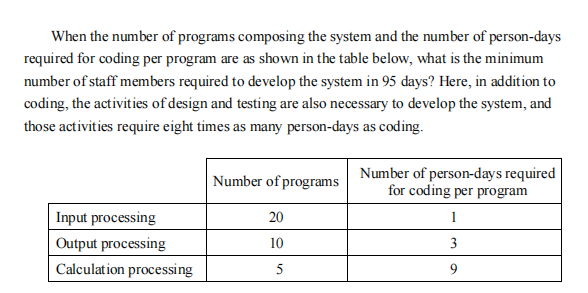 When the number of programs composing the system and the number of person-days
required for coding per program are as shown in the table below, what is the minimum
number of staff members required to develop the system in 95 days? Here, in addition to
coding, the activities of design and testing are also necessary to develop the system, and
those activities require eight times as many person-days as coding.
Number of programs Number of person-days required
for coding per program
Input processing 20 1
Output processing 10 3
Calculation processing 5 9